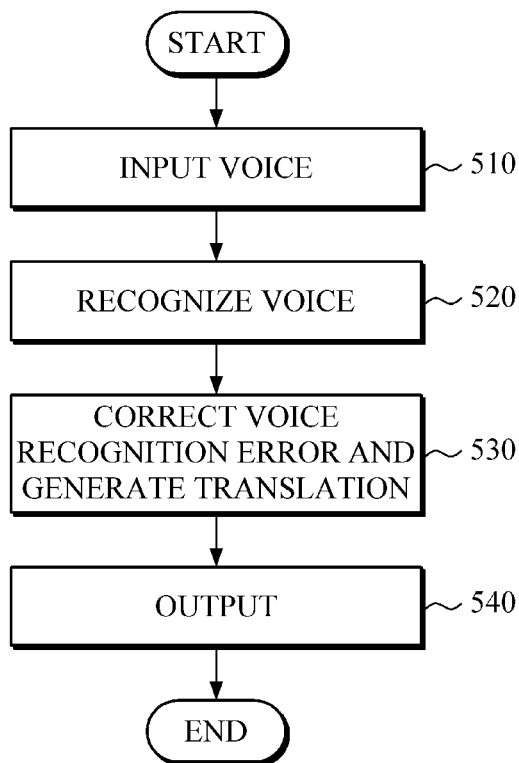 START
INPUT VOICE
510
RECOGNIZE VOICE
520
CORRECT VOICE
RECOGNITION ERROR AND
GENERATE TRANSLATION
530
OUTPUT
540
END